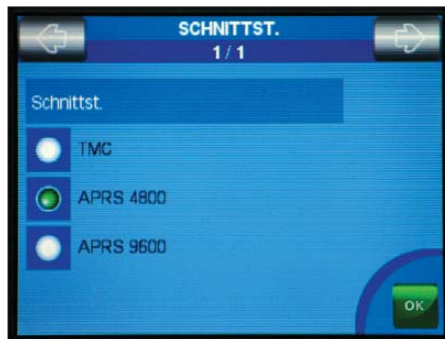 SCHNITTST.
1/1
Schnittst.
TMC
APRS 4800
APRS 9600
OK